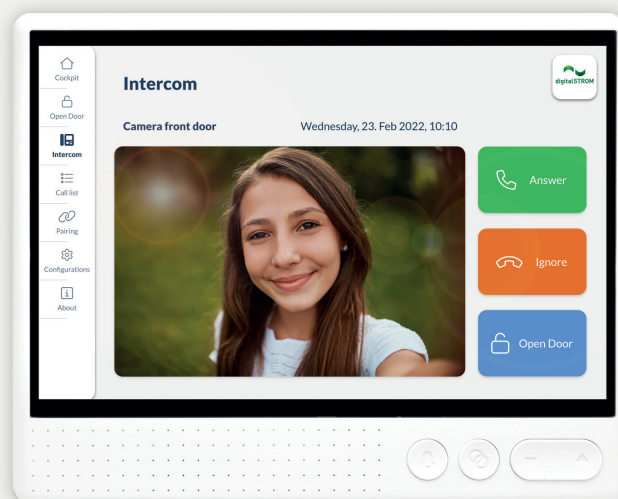 Cockpit
Open Door
Intercom
Call list
Pairing
Configurations
i
About
Intercom
digitalSTROM
Camera front door
Wednesday, 23. Feb 2022, 10:10
Answer
Ignore
Open Door